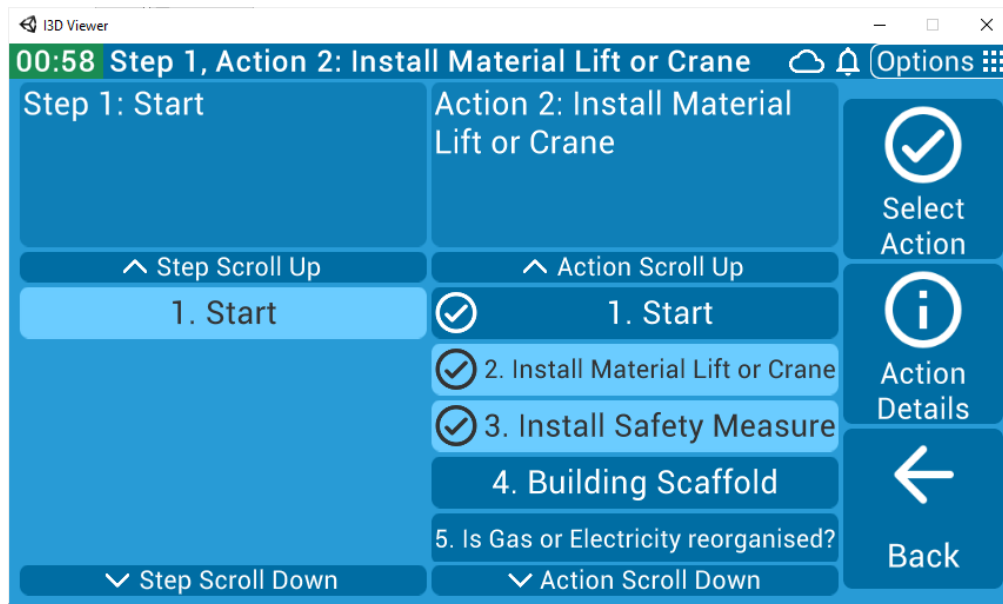 I3D Viewer
00:58 Step 1, Action 2: Install Material Lift or Crane Options
Step 1: Start
Action 2: Install Material
Lift or Crane
Select
Action
Step Scroll Up
Action Scroll Up
1. Start
1. Start
2. Install Material Lift or Crane
3. Install Safety Measure
Action
Details
4. Building Scaffold
5. Is Gas or Electricity reorganised?
Back
Step Scroll Down
Action Scroll Down